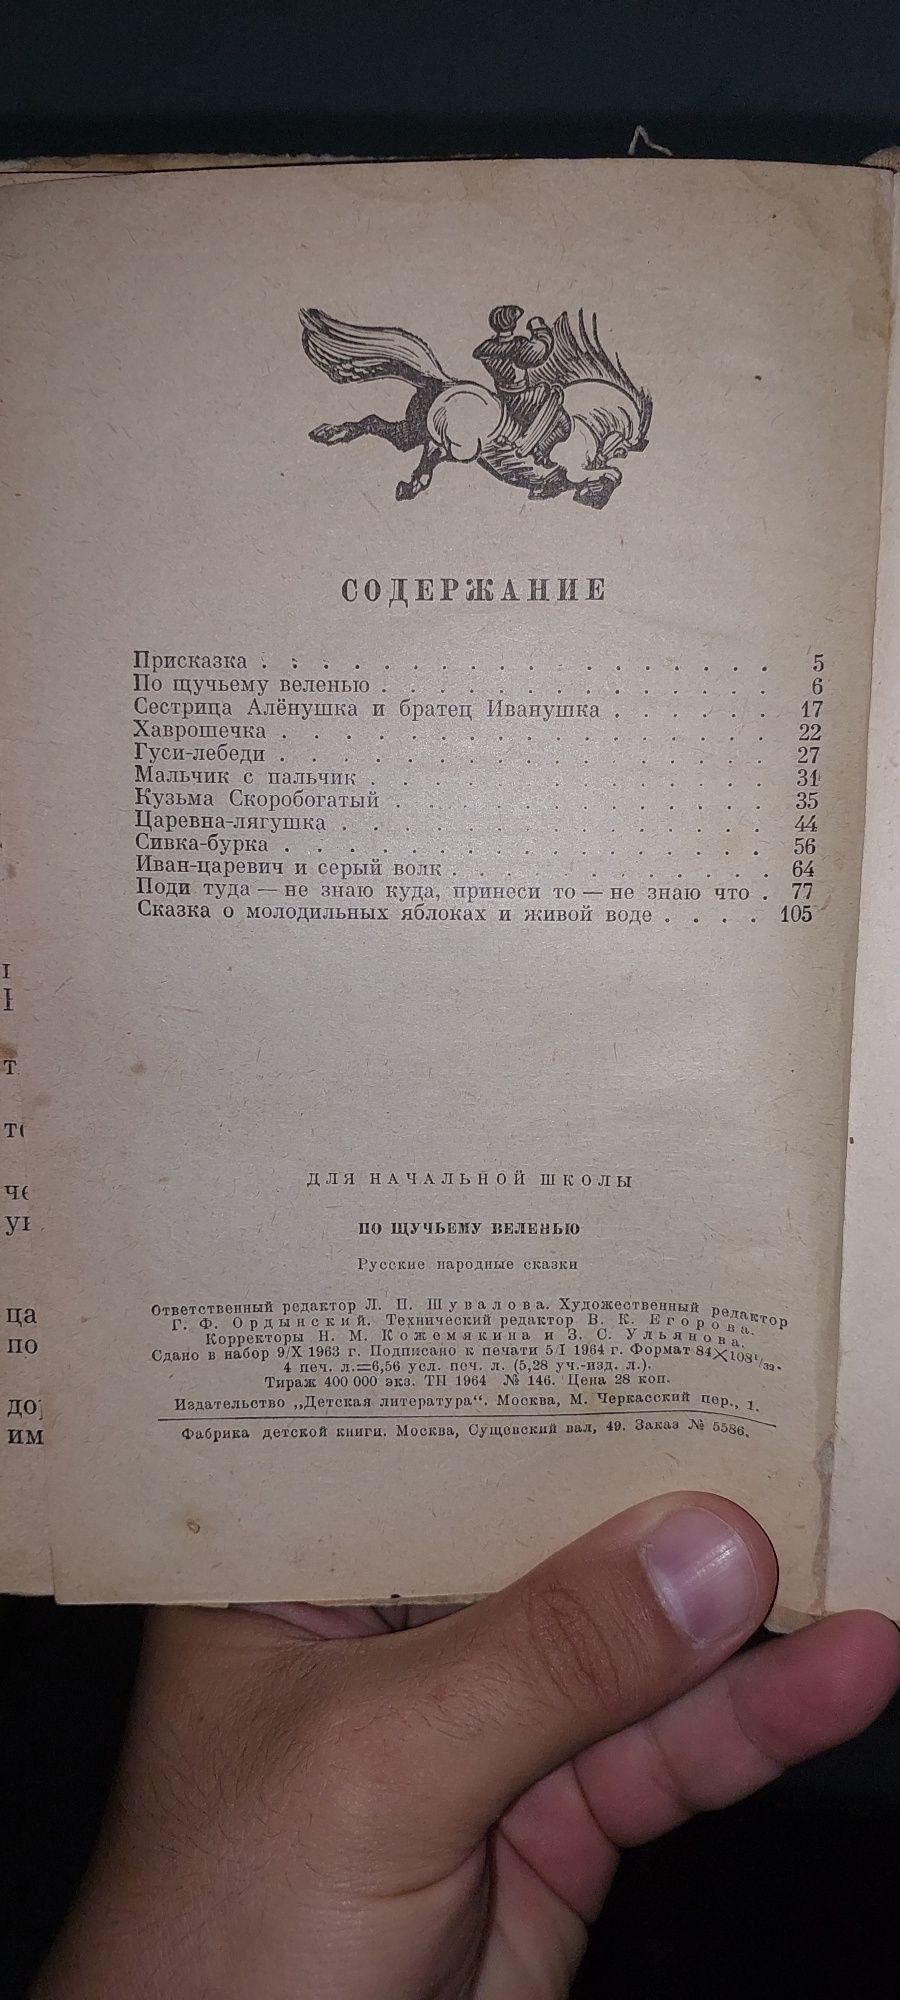 СОДЕРЖАНИЕ
Присказка . . . . . . . . . . . . . . . . . 5
По щучьему веленью . . . . . . . . . . . . . 6
Сестрица Алёнушка и братец Иванушка . . . . . 17
Хаврошечка . . . . . . . . . . . . . . . . 22
Гуси-лебеди . . . . . . . . . . . . . . . . 27
Мальчик с пальчик . . . . . . . . . . . . . 31
Кузьма Скоробогатый . . . . . . . . . . . . 35
Царевна-лягушка . . . . . . . . . . . . . . 44
Сивка-бурка . . . . . . . . . . . . . . . . 56
Иван-царевич и серый волк . . . . . . . . . . 64
Поди туда — не знаю куда, принеси то — не знаю что . 77
Сказка о молодильных яблоках и живой воде . . . . 105
ДЛЯ НАЧАЛЬНОЙ ШКОЛЫ
ПО ЩУЧЬЕМУ ВЕЛЕНЬЮ
Русские народные сказки
Ответственный редактор Л. П. Шувалова. Художественный редактор
Г. Ф. Ордынский. Технический редактор В. К. Егорова.
Корректоры Н. М. Кожемякина и З. С. Ульянова.
Сдано в набор 9/X 1963 г. Подписано к печати 5/I 1964 г. Формат 84×108¹/₃₂.
4 печ. л.=6,56 усл. печ. л. (5,28 уч.-изд. л.).
Тираж 400 000 экз. ТП 1964 № 146. Цена 28 коп.
Издательство „Детская литература“. Москва, М. Черкасский пер., 1.
Фабрика детской книги. Москва, Сущевский вал, 49. Заказ № 5586.